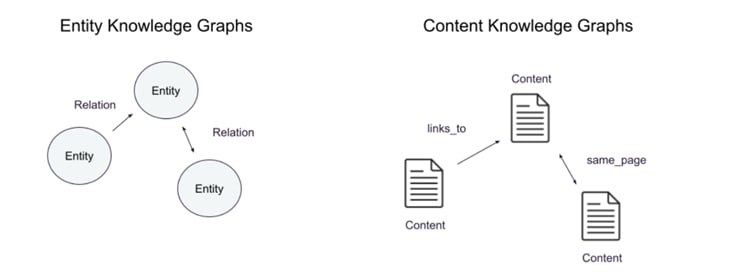 Entity Knowledge Graphs
Entity
Relation
Relation
Entity
Entity
Content Knowledge Graphs
Content
links_to
same_page
Content
Content